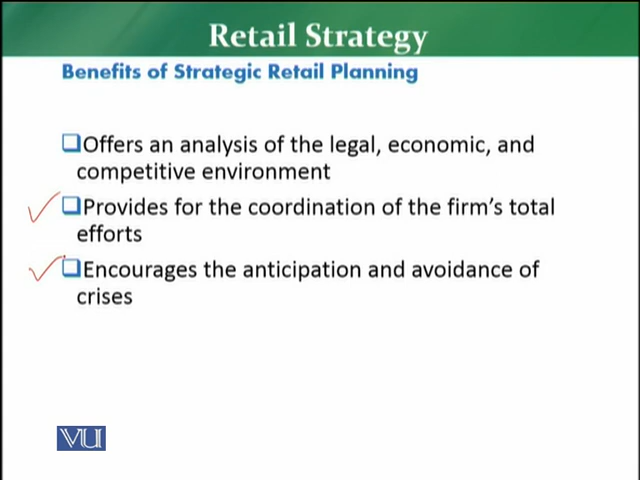 Retail Strategy
Benefits of Strategic Retail Planning
Offers an analysis of the legal, economic, and
competitive environment
Provides for the coordination of the firm's total
efforts
Encourages the anticipation and avoidance of
crises
VU